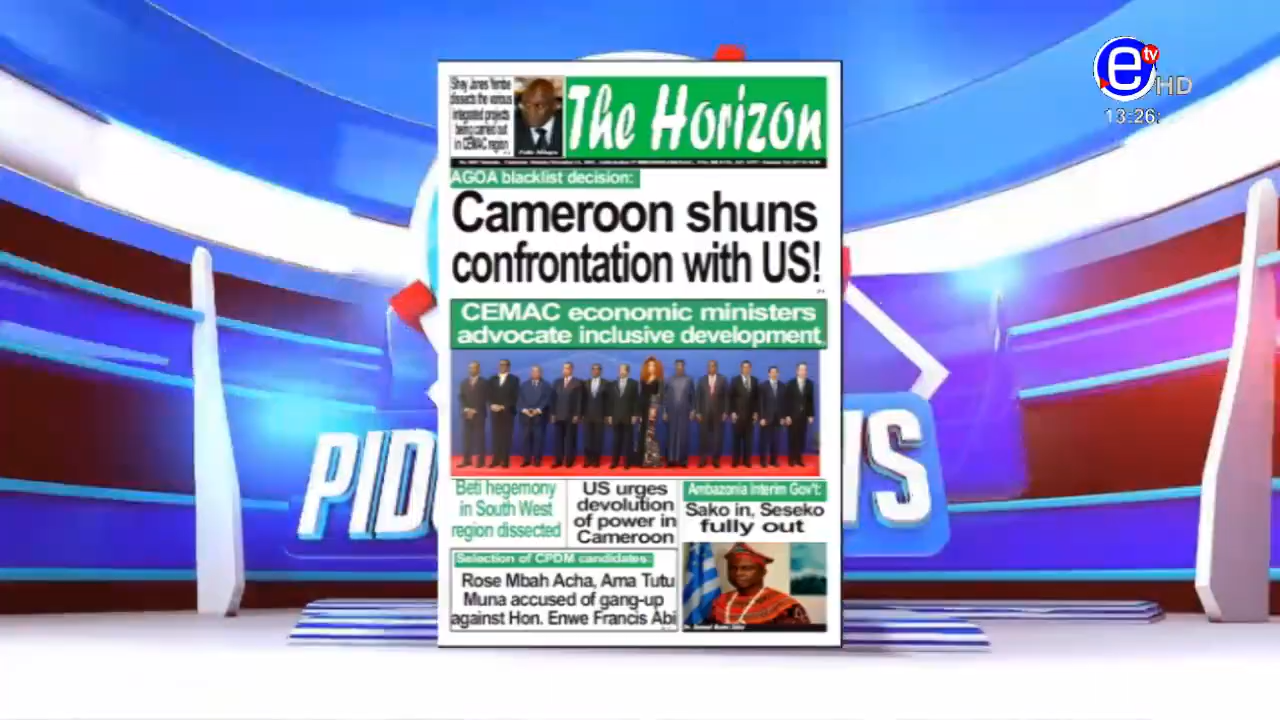 e tv HD
13:26:
Shey Jones Yembe
dissects the various
integrated projects
being carried out
in CEMAC region
The Horizon
AGOA blacklist decision:
Cameroon shuns
confrontation with US!
CEMAC economic ministers
advocate inclusive development
Beti hegemony
in South West
region dissected
US urges
devolution
of power in
Cameroon
Ambazonia Interim Gov't:
Sako in, Seseko
fully out
Selection of CPDM candidates:
Rose Mbah Acha, Ama Tutu
Muna accused of gang-up
against Hon. Enwe Francis Abi
PID
WS